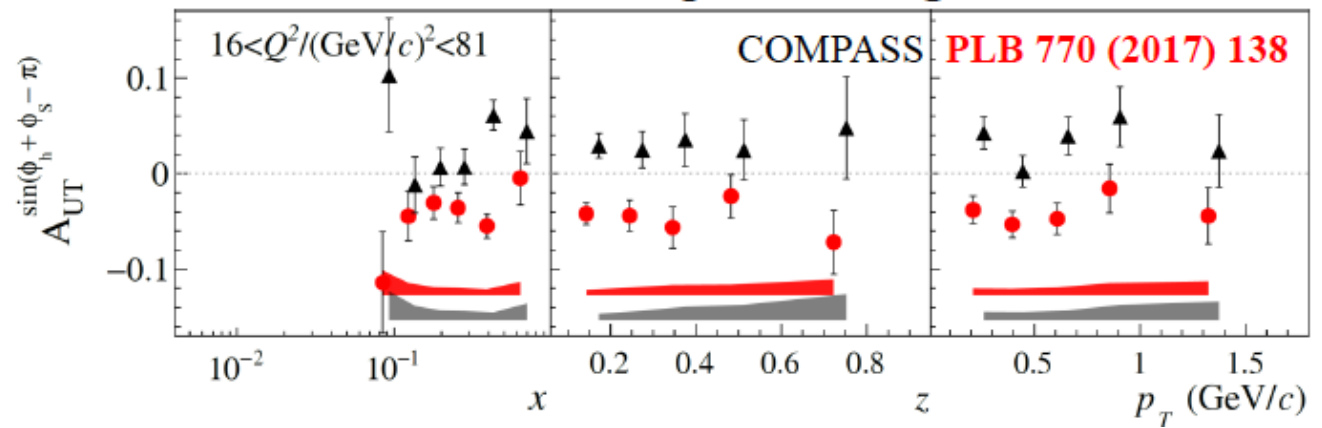 16<Q²/(GeV/c)²<81
COMPASS
PLB 770 (2017) 138
A_UT^sin(ϕ_h + ϕ_S − π)
0.1
0
−0.1
10⁻² 10⁻¹
x
0.2 0.4 0.6 0.8
z
0.5 1 1.5
p_T (GeV/c)